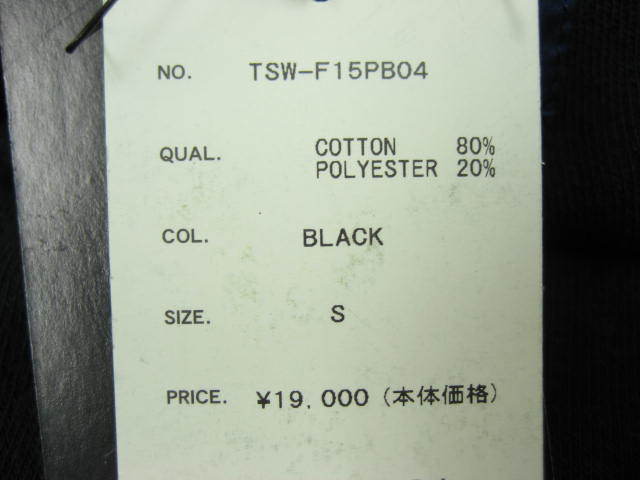 NO. TSW-F15PB04
QUAL. COTTON 80%
POLYESTER 20%
COL. BLACK
SIZE. S
PRICE. ¥19,000 (本体価格)